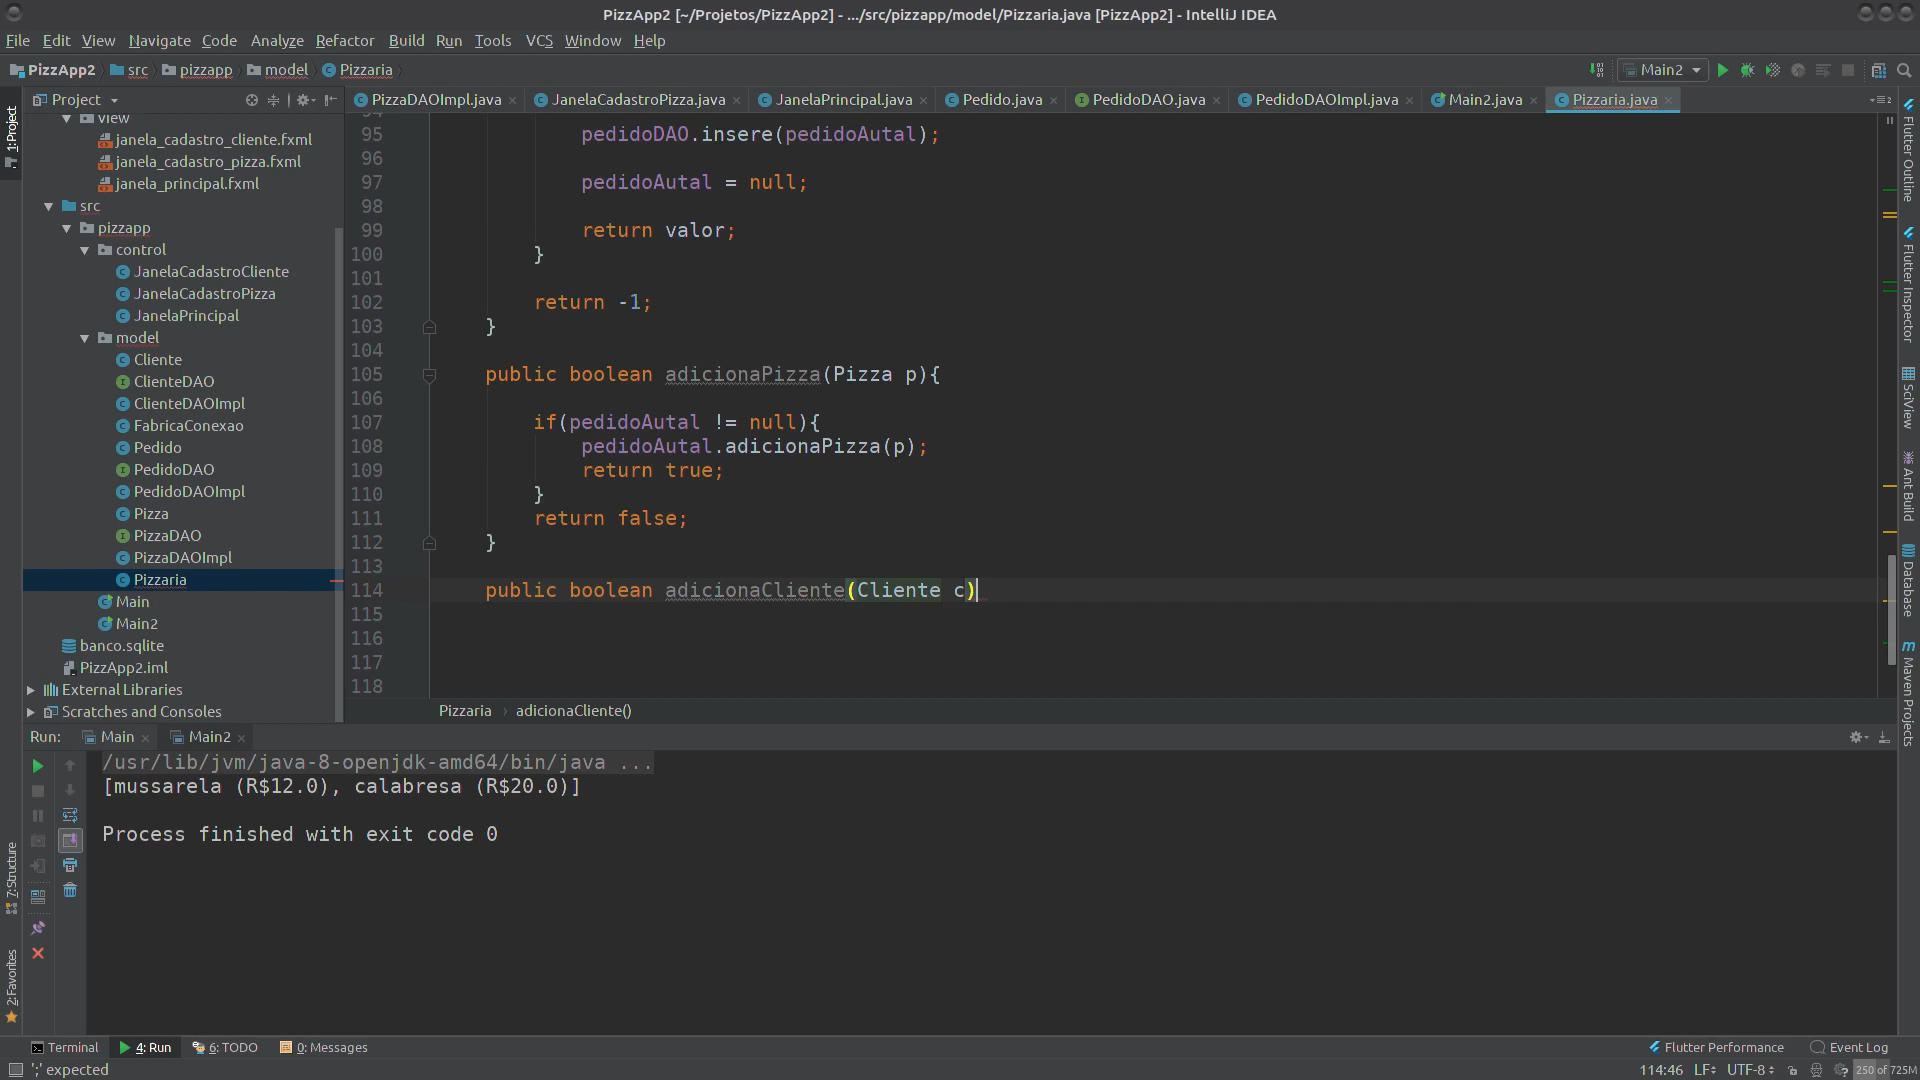 PizzApp2 [~/Projetos/PizzApp2] - .../src/pizzapp/model/Pizzaria.java [PizzApp2] - IntelliJ IDEA
File Edit View Navigate Code Analyze Refactor Build Run Tools VCS Window Help
PizzApp2 src pizzapp model Pizzaria
Main2
Project
PizzaDAOImpl.java JanelaCadastroPizza.java JanelaPrincipal.java Pedido.java PedidoDAO.java PedidoDAOImpl.java Main2.java Pizzaria.java
1: Project
view
janela_cadastro_cliente.fxml
janela_cadastro_pizza.fxml
janela_principal.fxml
src
pizzapp
control
JanelaCadastroCliente
JanelaCadastroPizza
JanelaPrincipal
model
Cliente
ClienteDAO
ClienteDAOImpl
FabricaConexao
Pedido
PedidoDAO
PedidoDAOImpl
Pizza
PizzaDAO
PizzaDAOImpl
Pizzaria
Main
Main2
banco.sqlite
PizzApp2.iml
External Libraries
Scratches and Consoles
94
95 pedidoDAO.insere(pedidoAutal);
96
97 pedidoAutal = null;
98
99 return valor;
100 }
101
102 return -1;
103 }
104
105 public boolean adicionaPizza(Pizza p){
106
107 if(pedidoAutal != null){
108 pedidoAutal.adicionaPizza(p);
109 return true;
110 }
111 return false;
112 }
113
114 public boolean adicionaCliente(Cliente c)
115
116
117
118
Pizzaria › adicionaCliente()
Flutter Outline
Flutter Inspector
SciView
Ant Build
Database
Maven Projects
Run: Main Main2
/usr/lib/jvm/java-8-openjdk-amd64/bin/java ...
[mussarela (R$12.0), calabresa (R$20.0)]
Process finished with exit code 0
7: Structure
2: Favorites
Terminal 4: Run 6: TODO 0: Messages Flutter Performance Event Log
';' expected 114:46 LF UTF-8 250 of 725M